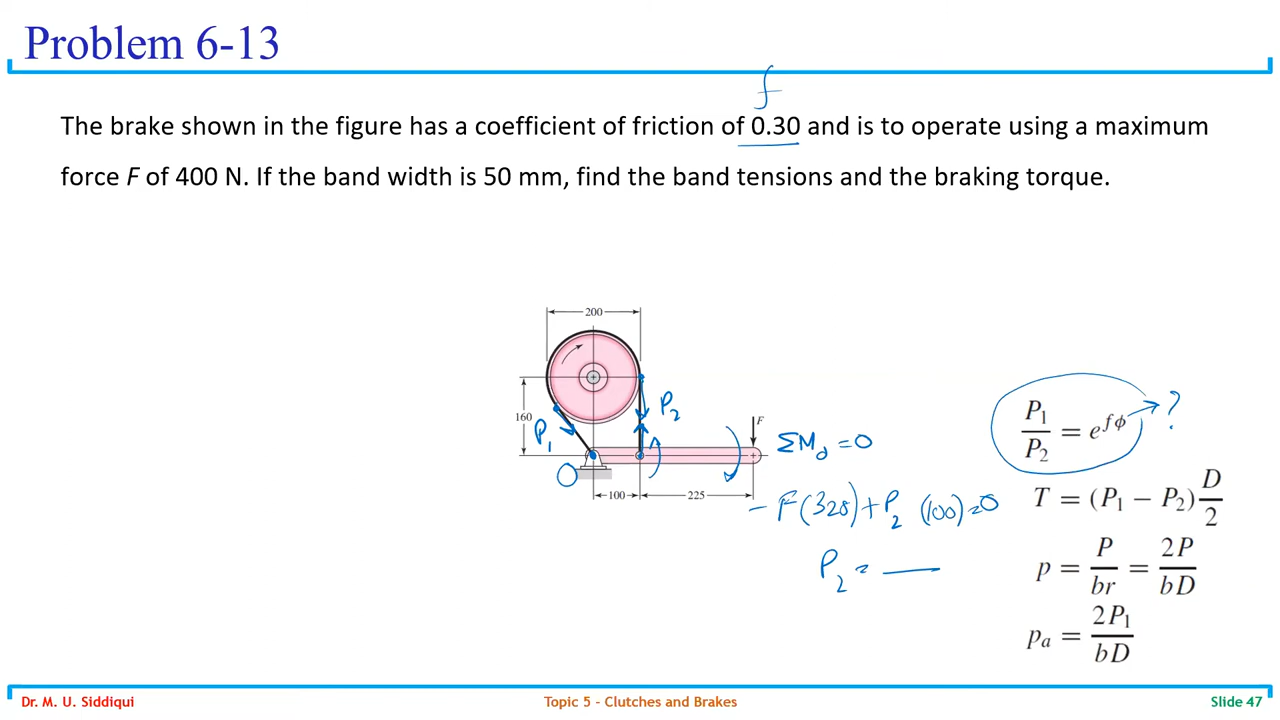 Problem 6-13
f
The brake shown in the figure has a coefficient of friction of 0.30 and is to operate using a maximum
force F of 400 N. If the band width is 50 mm, find the band tensions and the braking torque.
200
160
P₁
P₂
F
O
100
225
ΣM₀ = 0
- F(325) + P₂ (100) = 0
P₂ = __
P₁/P₂ = e^{fϕ} → ?
T = (P₁ − P₂) D/2
p = P/br = 2P/bD
pₐ = 2P₁/bD
Dr. M. U. Siddiqui
Topic 5 - Clutches and Brakes
Slide 47